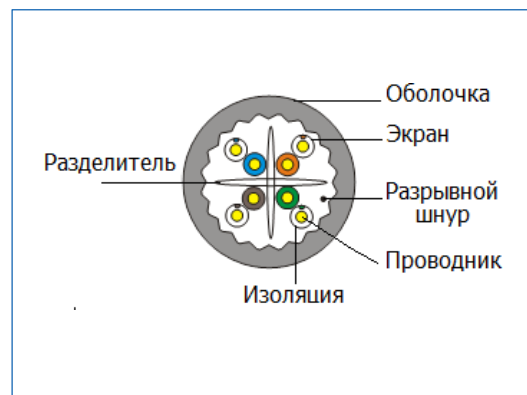 Оболочка
Экран
Разделитель
Разрывной
шнур
Проводник
Изоляция